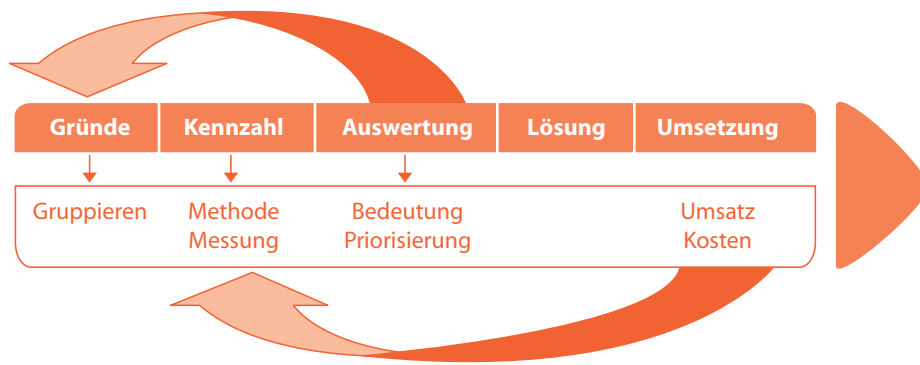 Gründe Kennzahl Auswertung Lösung Umsetzung
Gruppieren Methode Bedeutung Umsatz
Messung Priorisierung Kosten